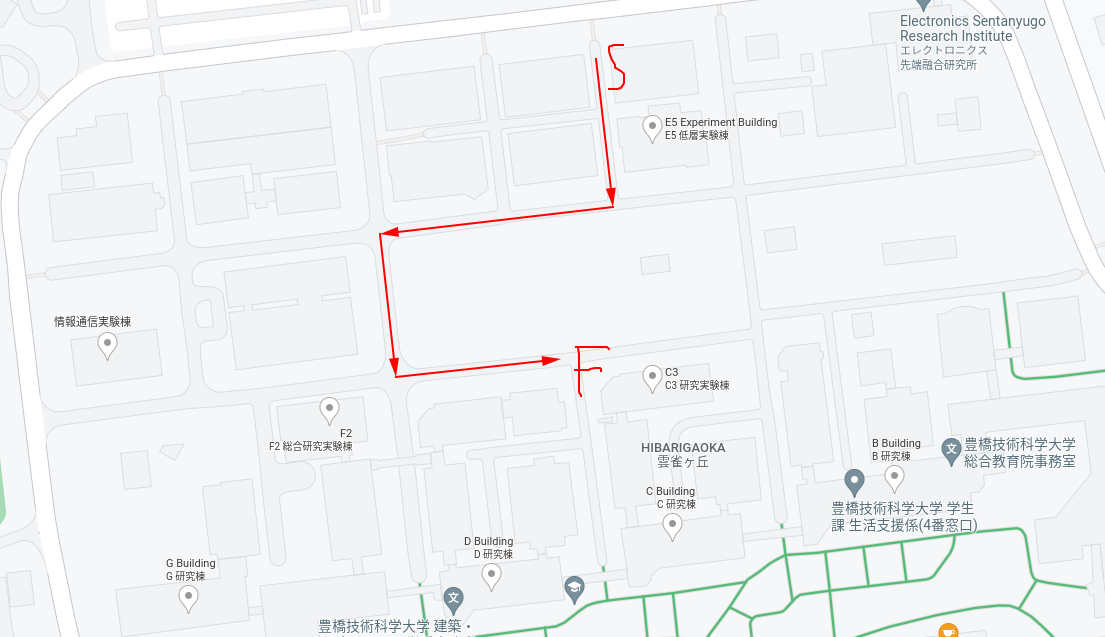 Electronics Sentanyugo
Research Institute
エレクトロニクス
先端融合研究所
E5 Experiment Building
E5 低層実験棟
情報通信実験棟
C3
C3 研究実験棟
F2
F2 総合研究実験棟
HIBARIGAOKA
雲雀ヶ丘
B Building
B 研究棟
豊橋技術科学大学
総合教育院事務室
C Building
C 研究棟
豊橋技術科学大学 学生
課 生活支援係(4番窓口)
D Building
D 研究棟
G Building
G 研究棟
豊橋技術科学大学 建築・